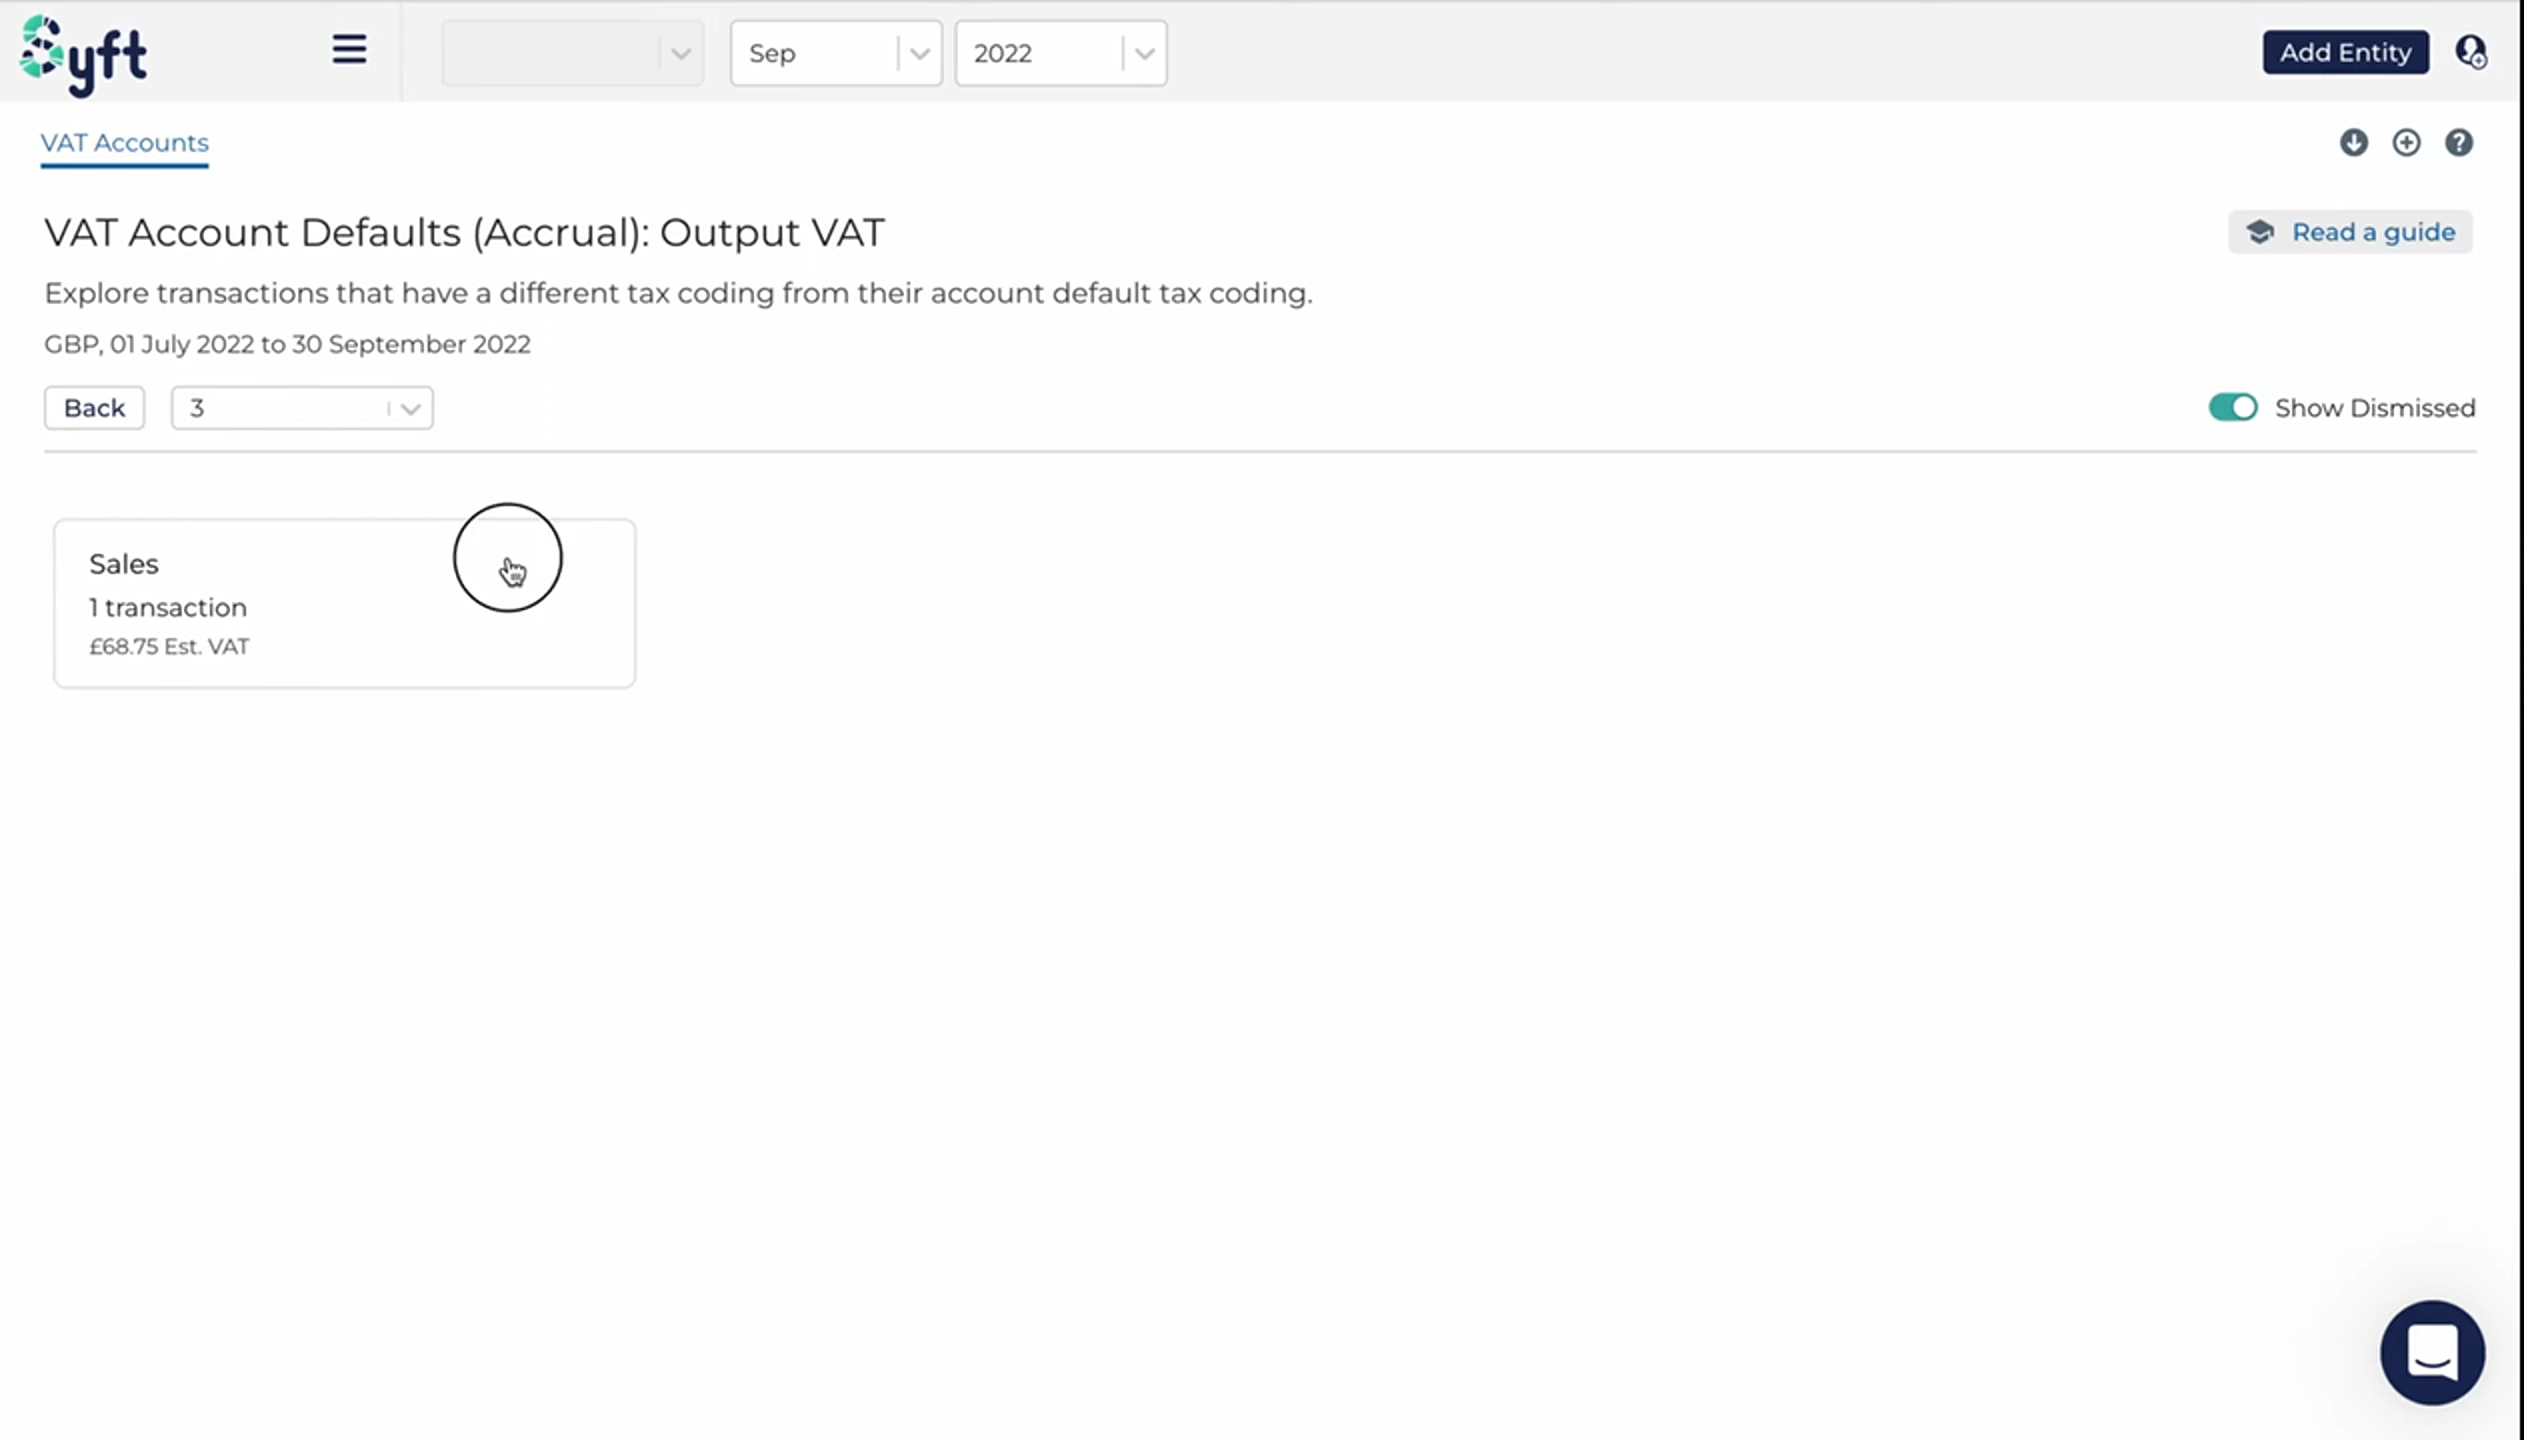 Syft
Sep
2022
Add Entity
VAT Accounts
VAT Account Defaults (Accrual): Output VAT
Read a guide
Explore transactions that have a different tax coding from their account default tax coding.
GBP, 01 July 2022 to 30 September 2022
Back
3
Show Dismissed
Sales
1 transaction
£68.75 Est. VAT